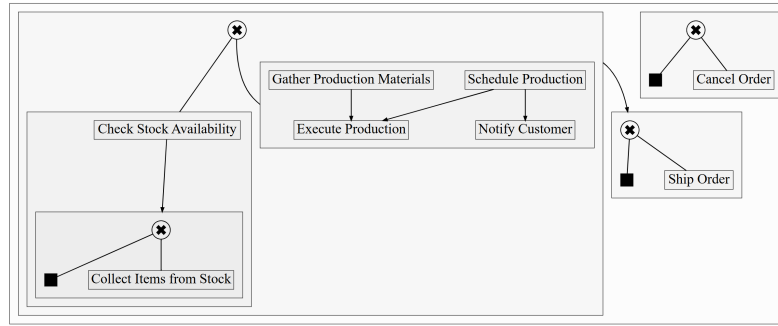 Cancel Order
Gather Production Materials
Schedule Production
Check Stock Availability
Execute Production
Notify Customer
Ship Order
Collect Items from Stock